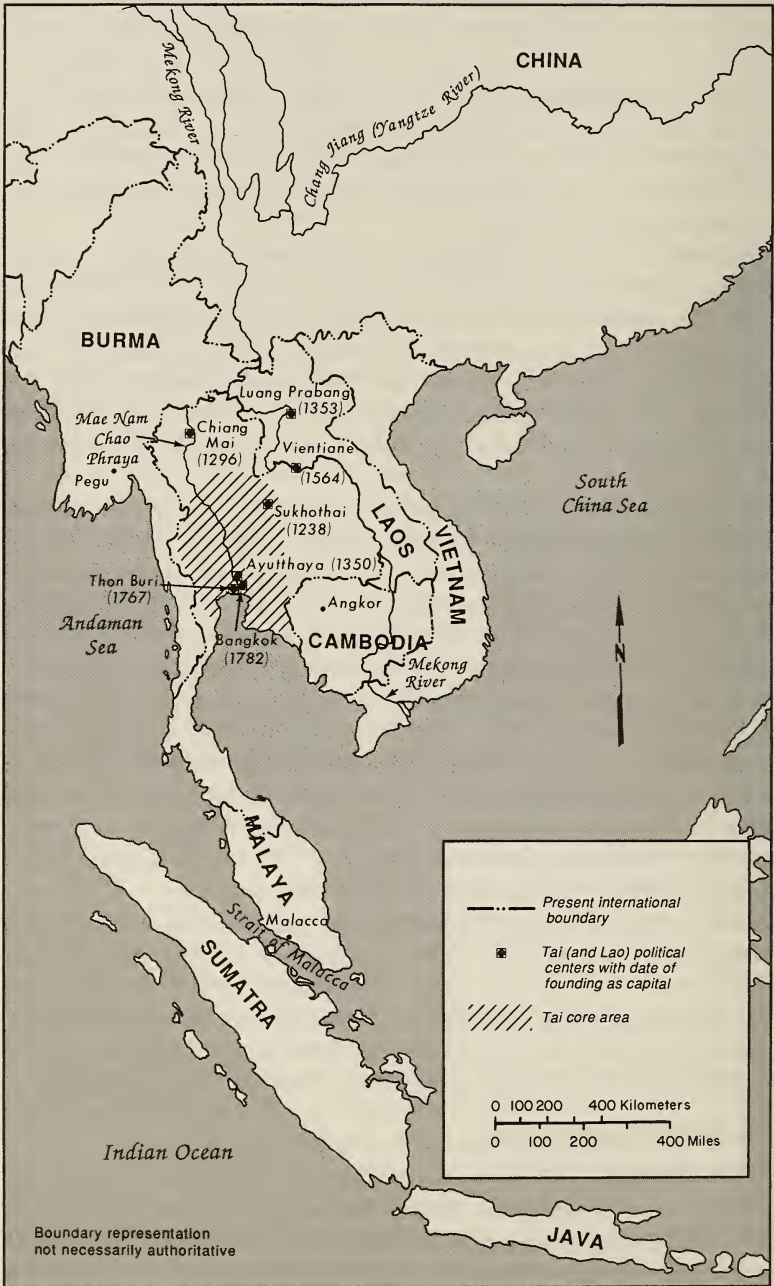 CHINA
Mekong River
Chang Jiang (Yangtze River)
BURMA
Luang Prabang
(1353)
Mae Nam
Chao
Phraya
Chiang
Mai
(1296)
Vientiane
(1564)
Pegu
South
China Sea
Sukhothai
(1238)
LAOS
VIETNAM
Ayutthaya (1350)
Thon Buri
(1767)
Angkor
Andaman
Sea
Bangkok
(1782)
CAMBODIA
Mekong
River
N
MALAYA
Malacca
Strait of Malacca
SUMATRA
Present international
boundary
Tai (and Lao) political
centers with date of
founding as capital
Tai core area
0 100 200 400 Kilometers
0 100 200 400 Miles
Indian Ocean
Boundary representation
not necessarily authoritative
JAVA